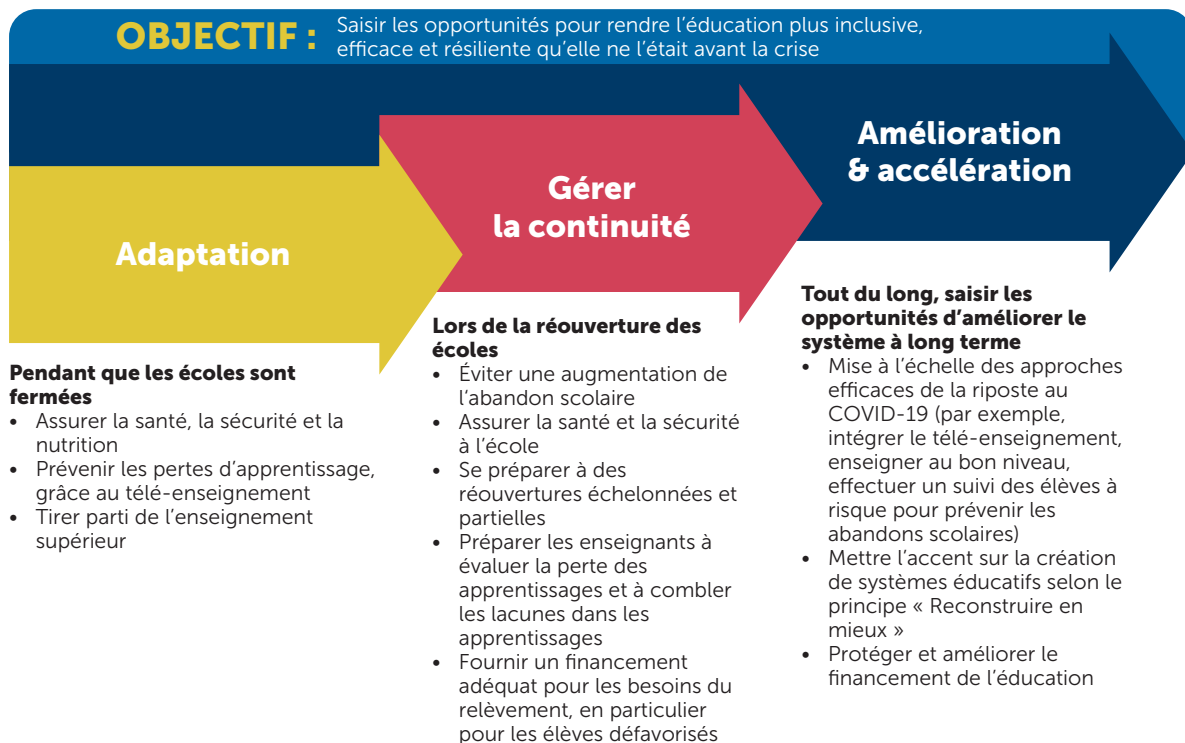 OBJECTIF :
Saisir les opportunités pour rendre l’éducation plus inclusive,
efficace et résiliente qu’elle ne l’était avant la crise
Adaptation
Gérer
la continuité
Amélioration
& accélération
Pendant que les écoles sont
fermées
• Assurer la santé, la sécurité et la
nutrition
• Prévenir les pertes d’apprentissage,
grâce au télé-enseignement
• Tirer parti de l’enseignement
supérieur
Lors de la réouverture des
écoles
• Éviter une augmentation de
l’abandon scolaire
• Assurer la santé et la sécurité
à l’école
• Se préparer à des
réouvertures échelonnées et
partielles
• Préparer les enseignants à
évaluer la perte des
apprentissages et à combler
les lacunes dans les
apprentissages
• Fournir un financement
adéquat pour les besoins du
relèvement, en particulier
pour les élèves défavorisés
Tout du long, saisir les
opportunités d’améliorer le
système à long terme
• Mise à l’échelle des approches
efficaces de la riposte au
COVID-19 (par exemple,
intégrer le télé-enseignement,
enseigner au bon niveau,
effectuer un suivi des élèves à
risque pour prévenir les
abandons scolaires)
• Mettre l’accent sur la création
de systèmes éducatifs selon le
principe « Reconstruire en
mieux »
• Protéger et améliorer le
financement de l’éducation